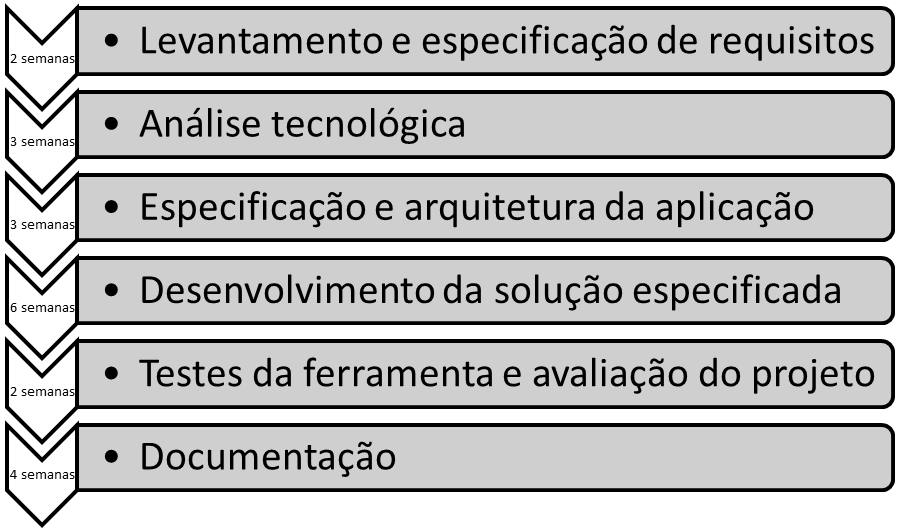 2 semanas
• Levantamento e especificação de requisitos
3 semanas
• Análise tecnológica
3 semanas
• Especificação e arquitetura da aplicação
6 semanas
• Desenvolvimento da solução especificada
2 semanas
• Testes da ferramenta e avaliação do projeto
4 semanas
• Documentação